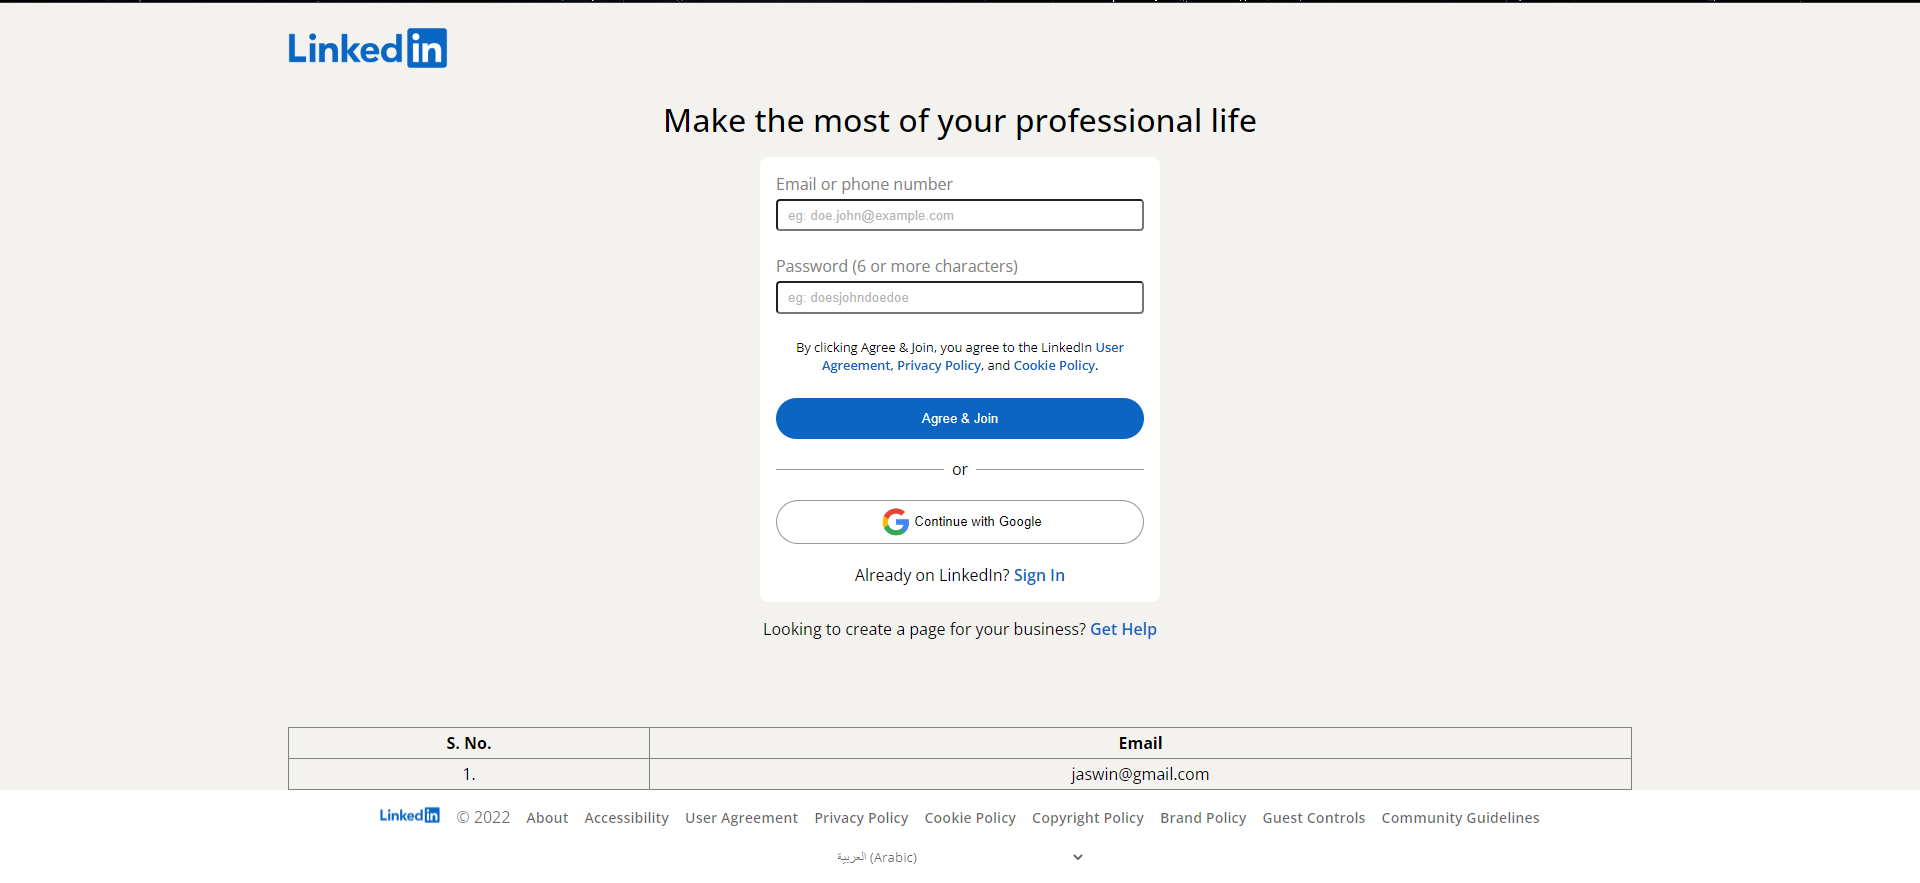 Linked in
Make the most of your professional life
Email or phone number
eg: doe.john@example.com
Password (6 or more characters)
eg: doesjohndoedoe
By clicking Agree & Join, you agree to the LinkedIn User
Agreement, Privacy Policy, and Cookie Policy.
Agree & Join
or
Continue with Google
Already on LinkedIn? Sign In
Looking to create a page for your business? Get Help
S. No. Email
1. jaswin@gmail.com
Linked in © 2022 About Accessibility User Agreement Privacy Policy Cookie Policy Copyright Policy Brand Policy Guest Controls Community Guidelines
العربية (Arabic)